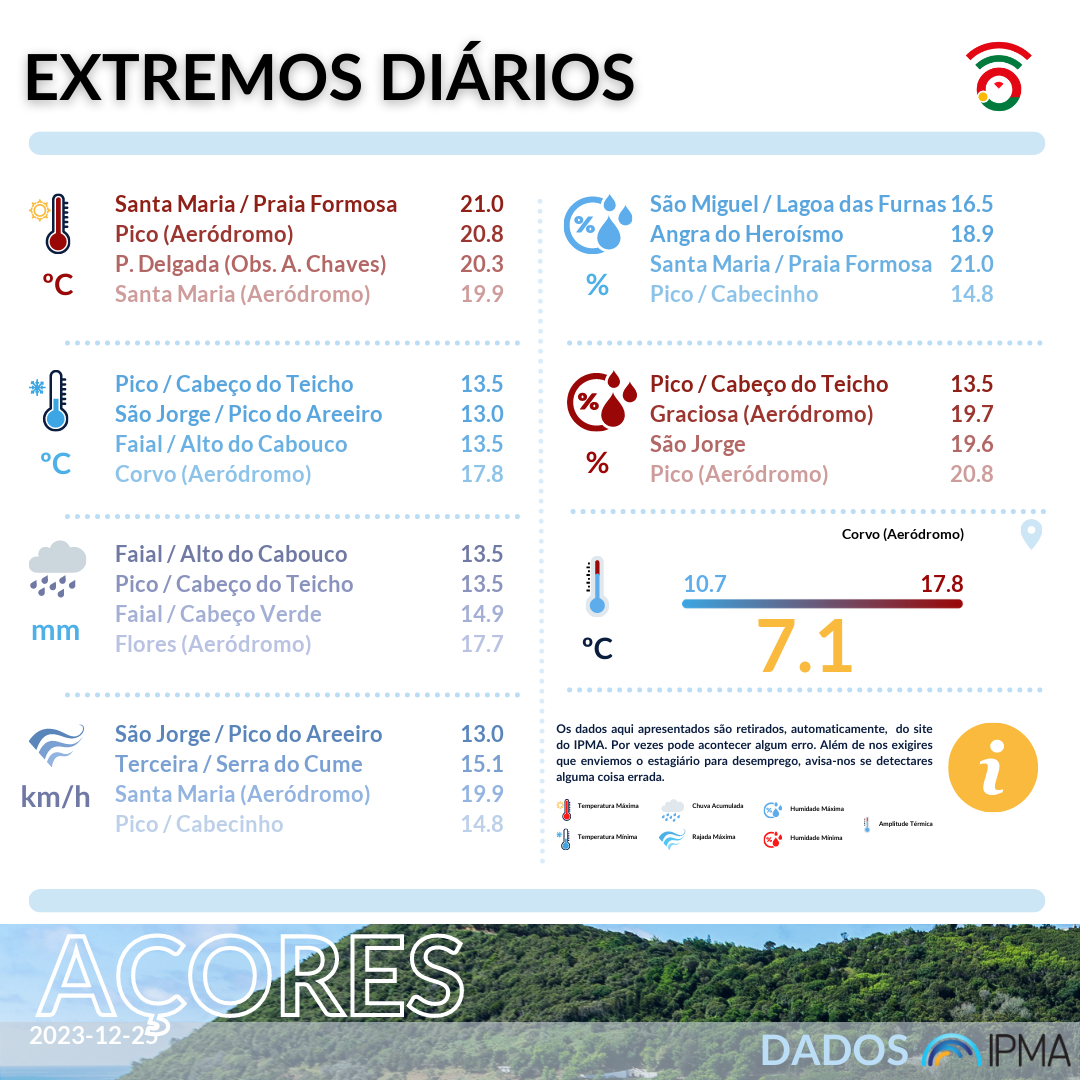 EXTREMOS DIÁRIOS
ºC
Santa Maria / Praia Formosa 21.0
Pico (Aeródromo) 20.8
P. Delgada (Obs. A. Chaves) 20.3
Santa Maria (Aeródromo) 19.9
ºC
Pico / Cabeço do Teicho 13.5
São Jorge / Pico do Areeiro 13.0
Faial / Alto do Cabouco 13.5
Corvo (Aeródromo) 17.8
mm
Faial / Alto do Cabouco 13.5
Pico / Cabeço do Teicho 13.5
Faial / Cabeço Verde 14.9
Flores (Aeródromo) 17.7
km/h
São Jorge / Pico do Areeiro 13.0
Terceira / Serra do Cume 15.1
Santa Maria (Aeródromo) 19.9
Pico / Cabecinho 14.8
%
%
São Miguel / Lagoa das Furnas 16.5
Angra do Heroísmo 18.9
Santa Maria / Praia Formosa 21.0
Pico / Cabecinho 14.8
%
%
Pico / Cabeço do Teicho 13.5
Graciosa (Aeródromo) 19.7
São Jorge 19.6
Pico (Aeródromo) 20.8
Corvo (Aeródromo)
ºC
10.7 17.8
7.1
Os dados aqui apresentados são retirados, automaticamente, do site
do IPMA. Por vezes pode acontecer algum erro. Além de nos exigires
que enviemos o estagiário para desemprego, avisa-nos se detectares
alguma coisa errada.
i
Temperatura Máxima Chuva Acumulada Humidade Máxima
Amplitude Térmica
Temperatura Mínima Rajada Máxima Humidade Mínima
AÇORES
2023-12-25
DADOS IPMA